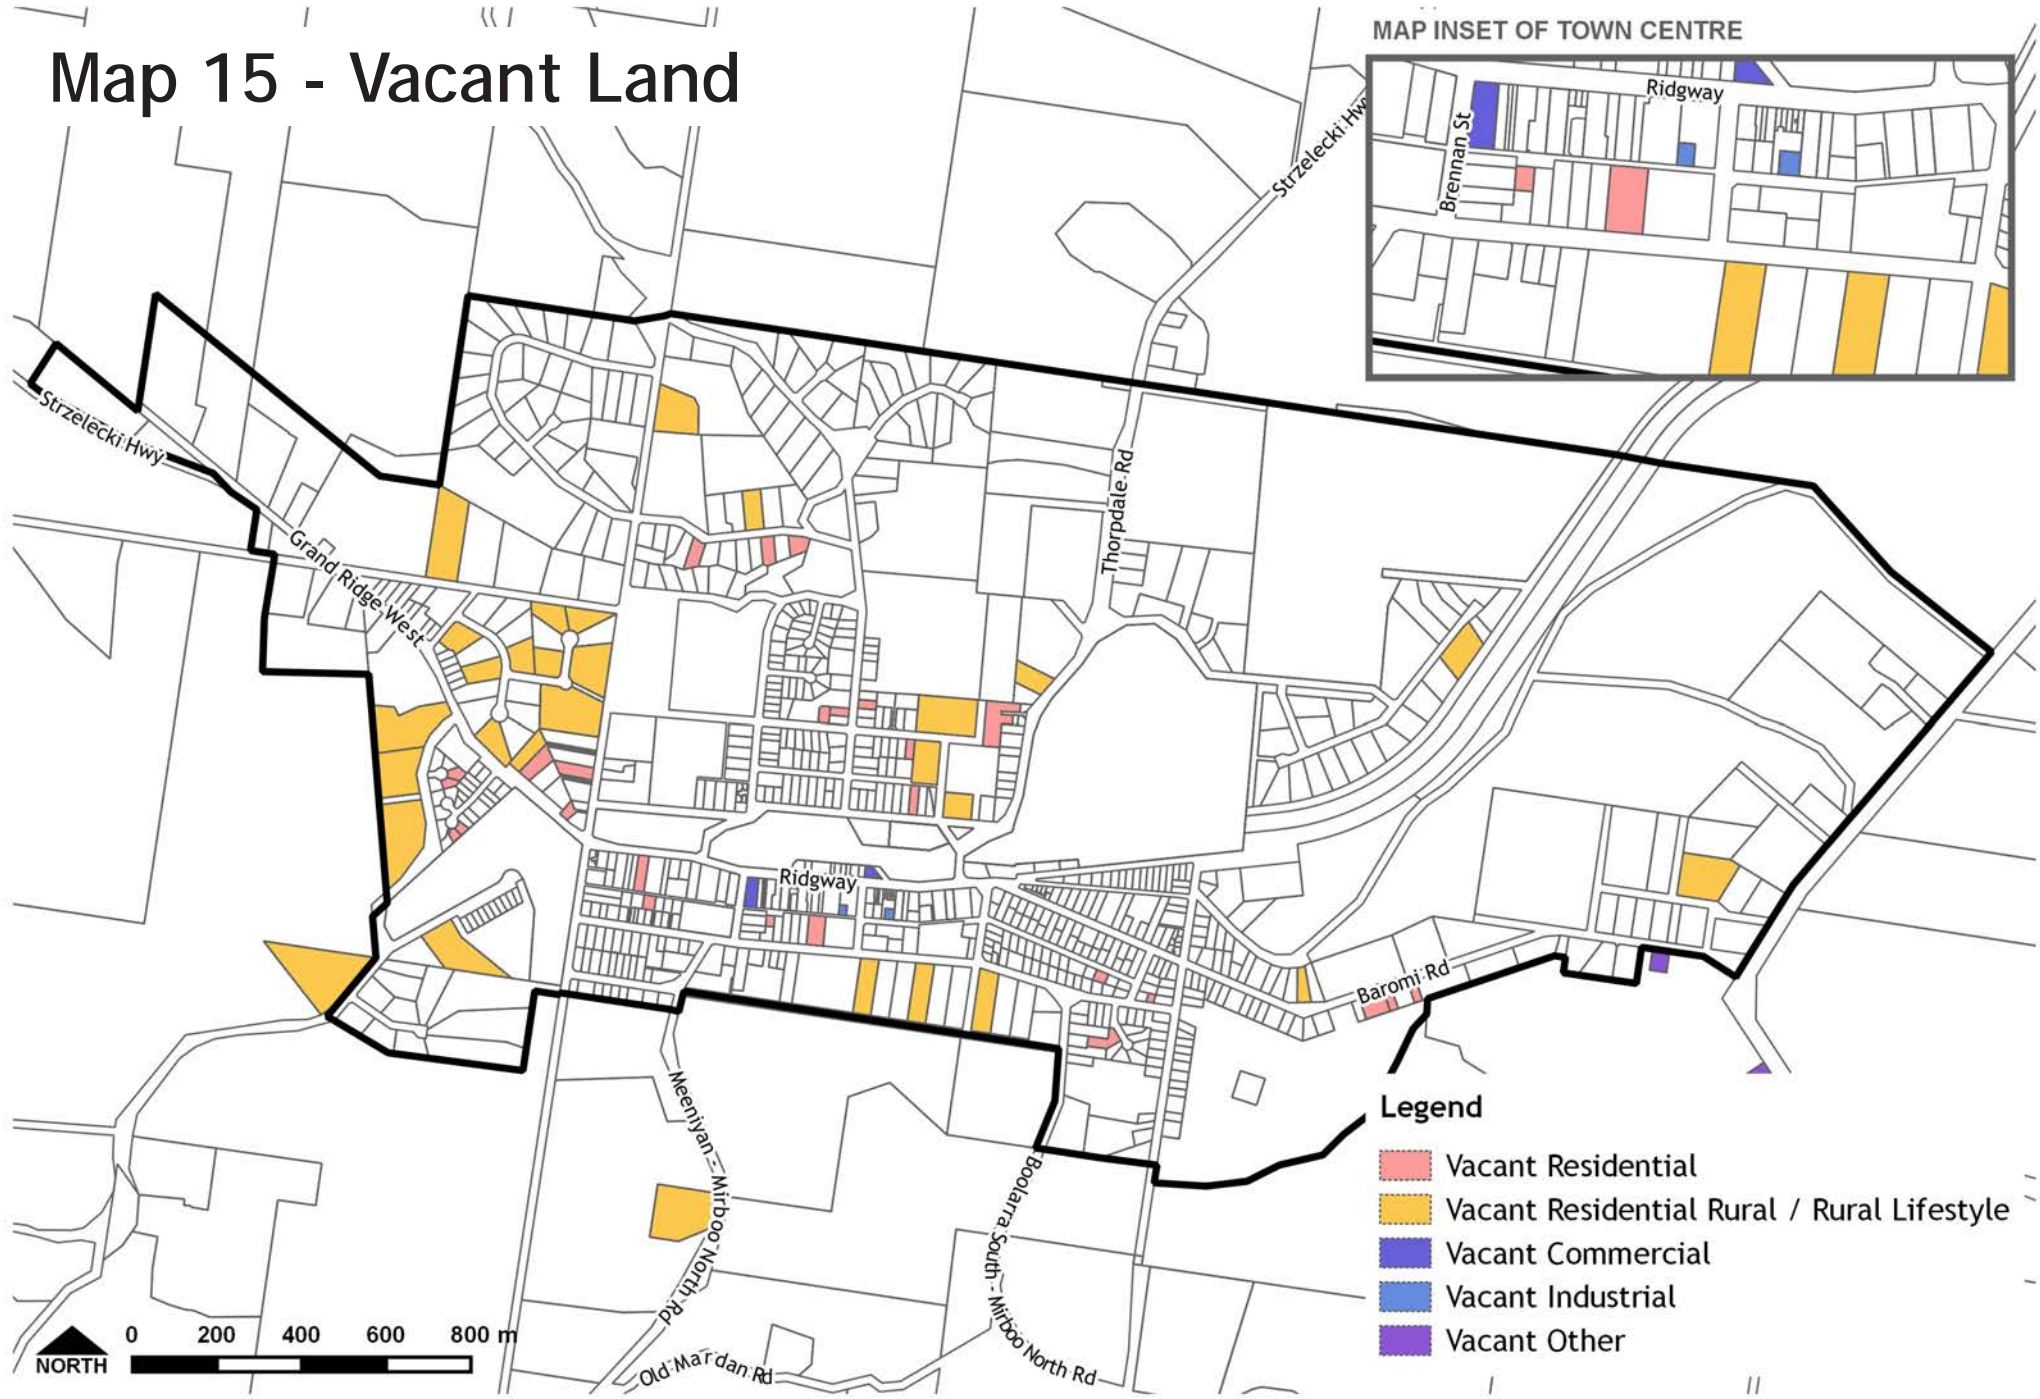 Map 15 - Vacant Land
MAP INSET OF TOWN CENTRE
Ridgway
Brennan St
Strzelecki Hwy
Strzelecki Hwy
Grand Ridge West
Thorpdale Rd
Ridgway
Baromi Rd
Meeniyan - Mirboo North Rd
Boolarra South - Mirboo North Rd
Old Mardan Rd
Legend
Vacant Residential
Vacant Residential Rural / Rural Lifestyle
Vacant Commercial
Vacant Industrial
Vacant Other
NORTH
0 200 400 600 800 m